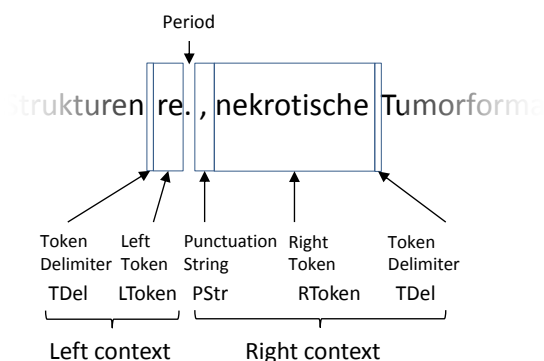 Period
Strukturen re. , nekrotische Tumorforma
Token Left Punctuation Right Token
Delimiter Token String Token Delimiter
TDel LToken PStr RToken TDel
Left context Right context